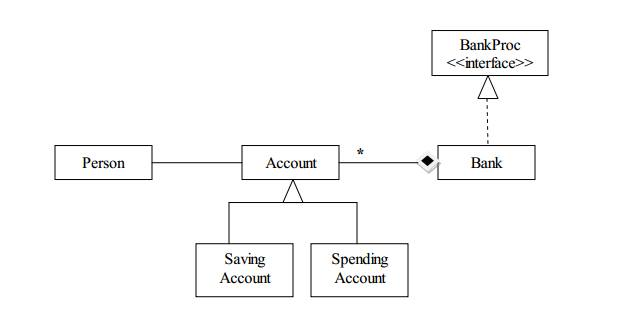 BankProc
<<interface>>
Person
Account
*
Bank
Saving
Account
Spending
Account